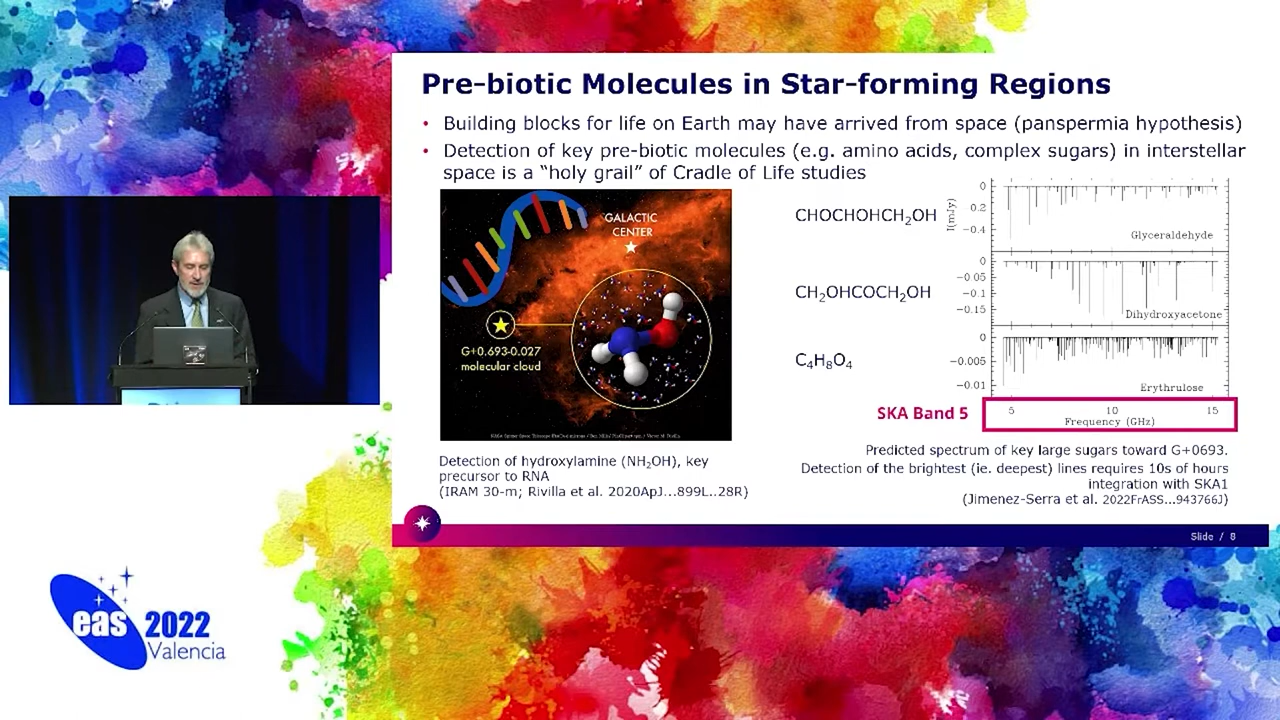 Pre-biotic Molecules in Star-forming Regions
• Building blocks for life on Earth may have arrived from space (panspermia hypothesis)
• Detection of key pre-biotic molecules (e.g. amino acids, complex sugars) in interstellar
space is a “holy grail” of Cradle of Life studies
GALACTIC
CENTER
G+0.693-0.027
molecular cloud
Detection of hydroxylamine (NH₂OH), key
precursor to RNA
(IRAM 30-m; Rivilla et al. 2020ApJ...899L..28R)
CHOCHOHCH₂OH
CH₂OHCOCH₂OH
C₄H₈O₄
SKA Band 5
I(mJy)
0
0.2
-0.4
Glyceraldehyde
0
-0.05
-0.1
-0.15
Dihydroxyacetone
0
-0.005
-0.01
Erythrulose
5 10 15
Frequency (GHz)
Predicted spectrum of key large sugars toward G+0693.
Detection of the brightest (ie. deepest) lines requires 10s of hours
integration with SKA1
(Jimenez-Serra et al. 2022FrASS...943766J)
Slide / 8
eas 2022
Valencia